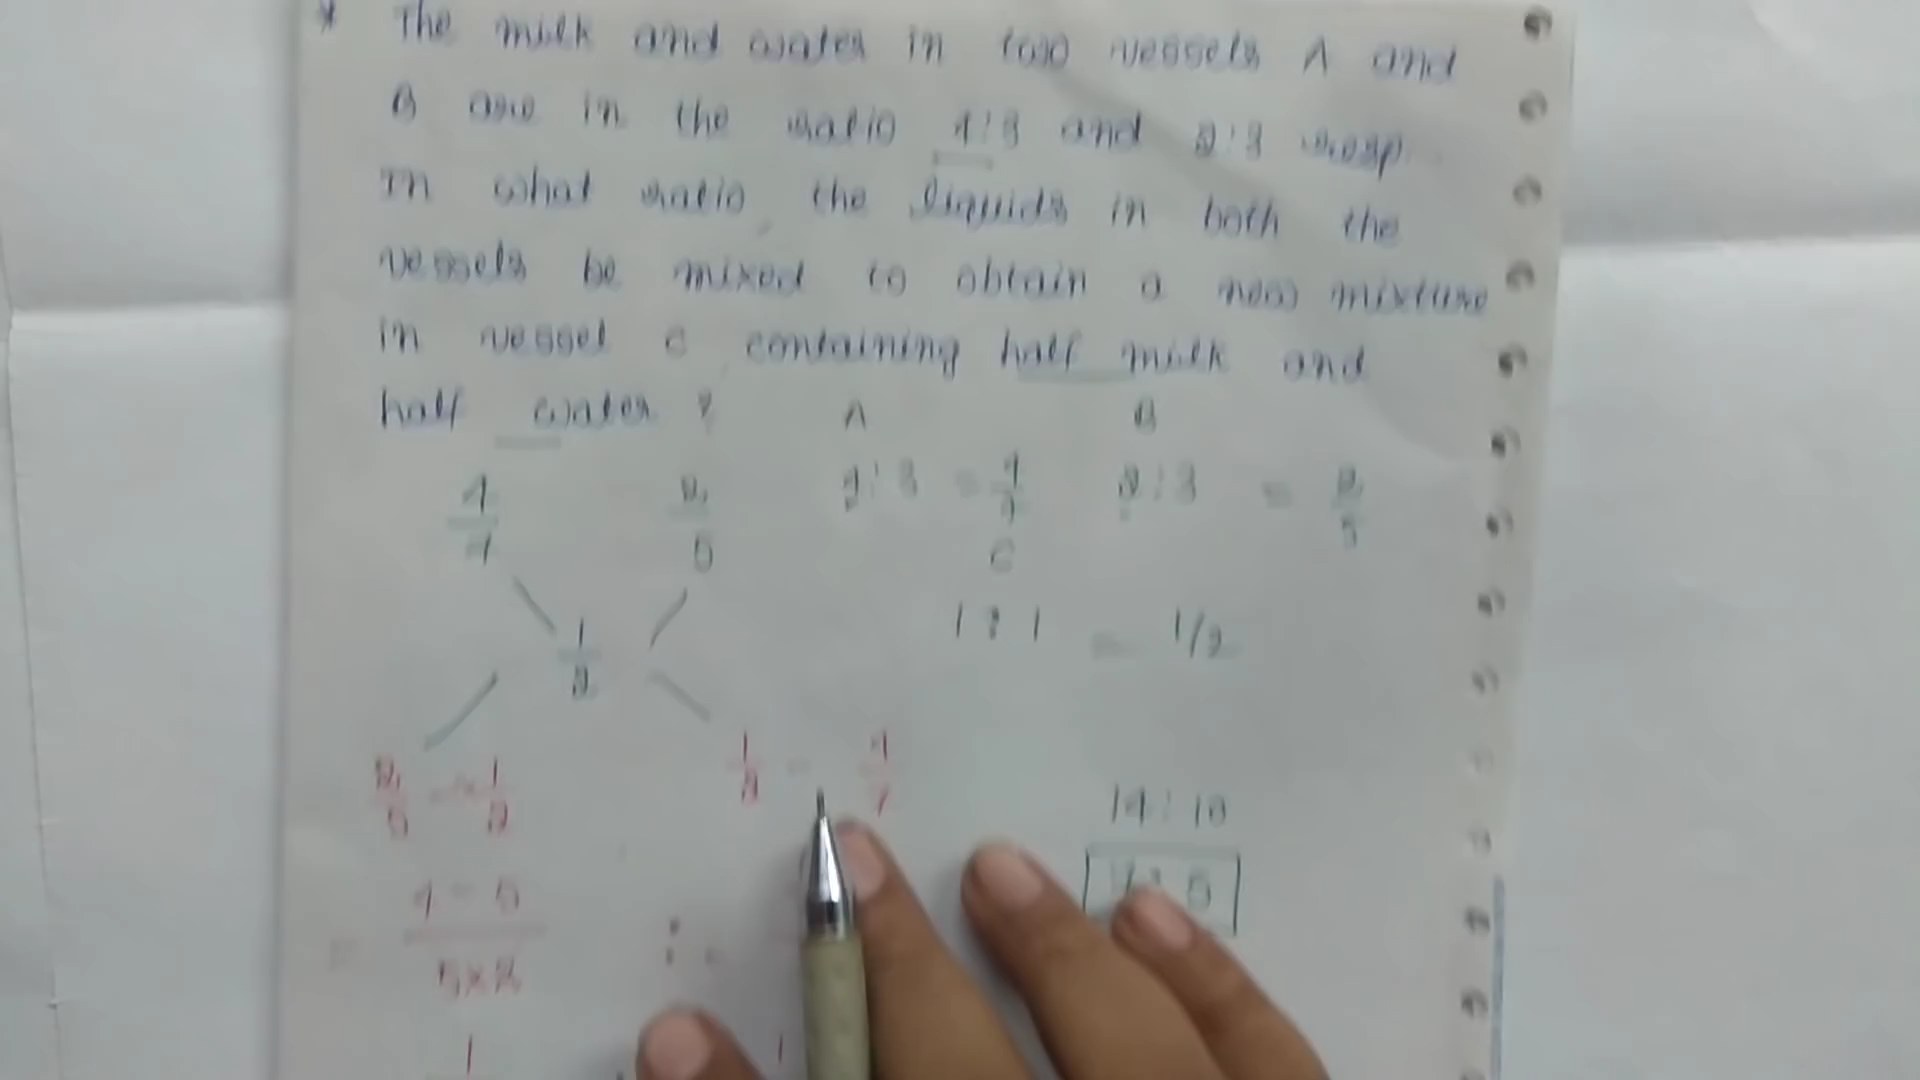 * The milk and water in two vessels A and
B are in the ratio 4:3 and 2:3 resp
In what ratio, the liquids in both the
vessels be mixed to obtain a new mixture
in vessel C containing half milk and
half water ?
A B
4/7 2/5 2:3 = 4/7 2:3 = 2/5
C
1/2 1:1 = 1/2
2/5 - 1/2 1/2 - 4/7
14:10
= 4-5/5×2 : 7:5
1 1